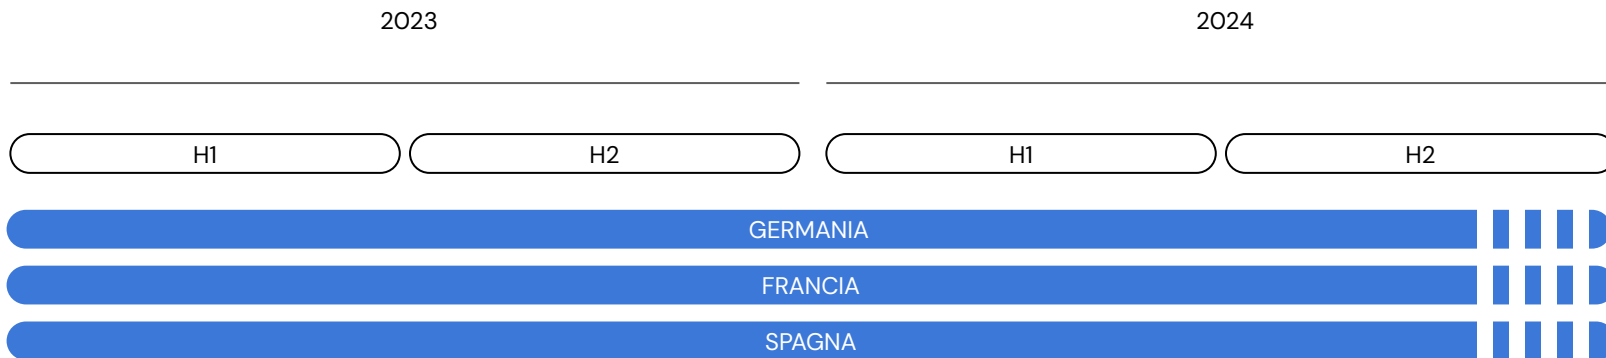 2023 2024
H1 H2 H1 H2
GERMANIA
FRANCIA
SPAGNA